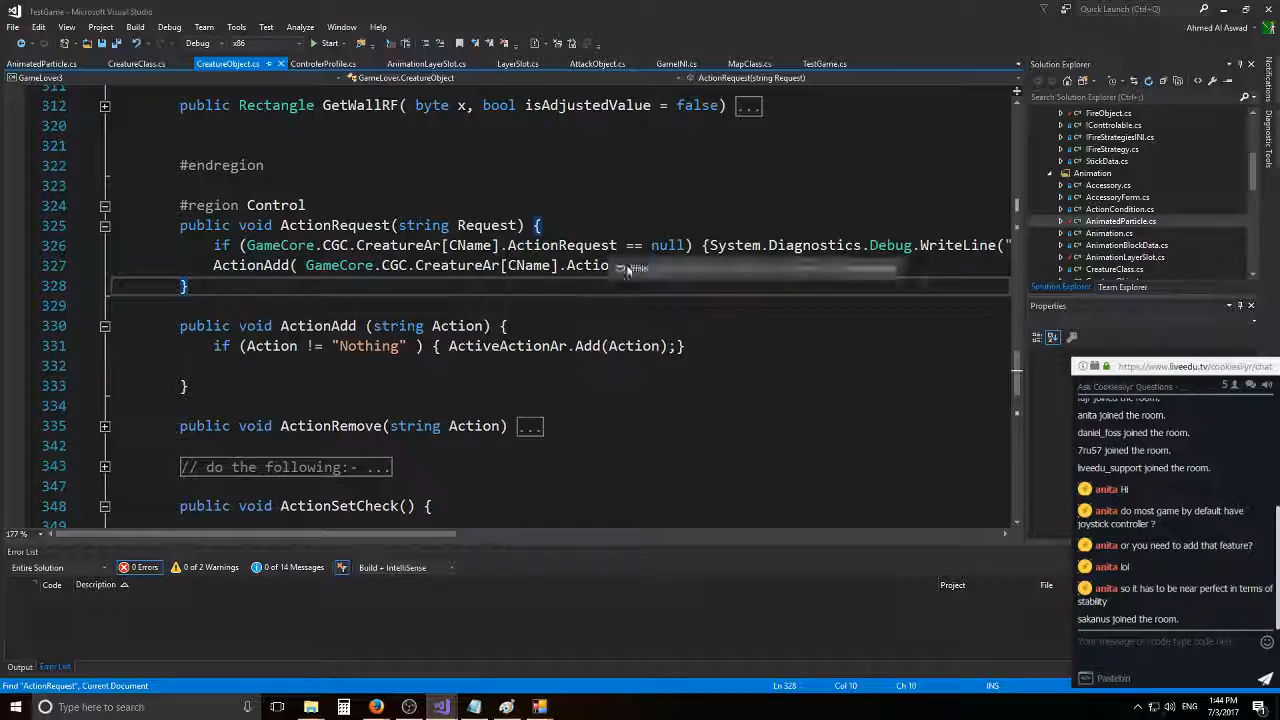 TestGame - Microsoft Visual Studio
Quick Launch (Ctrl+;)
File Edit View Project Build Debug Team Tools Test Analyze Window Help
Ahmed Al Aswad
Debug x86 Start
AnimatedParticle.cs CreatureClass.cs CreatureObject.cs ControlerProfile.cs AnimationLayerSlot.cs LayerSlot.cs AttackObject.cs GameINI.cs MapClass.cs TestGame.cs
GameLover3 GameLover.CreatureObject ActionRequest(string Request)
311
312 public Rectangle GetWallRF( byte x, bool isAdjustedValue = false) ...
320
321
322 #endregion
323
324 #region Control
325 public void ActionRequest(string Request) {
326 if (GameCore.CGC.CreatureAr[CName].ActionRequest == null) {System.Diagnostics.Debug.WriteLine("
327 ActionAdd( GameCore.CGC.CreatureAr[CName].Actio
328 }
329
330 public void ActionAdd (string Action) {
331 if (Action != "Nothing" ) { ActiveActionAr.Add(Action);}
332
333 }
334
335 public void ActionRemove(string Action) ...
342
343 // do the following:- ...
347
348 public void ActionSetCheck() {
349
177 %
Solution Explorer
Search Solution Explorer (Ctrl+;)
FireObject.cs
IControlable.cs
IFireStrategiesINI.cs
IFireStrategy.cs
StickData.cs
Animation
Accessory.cs
AccessoryForm.cs
ActionCondition.cs
AnimatedParticle.cs
Animation.cs
AnimationBlockData.cs
AnimationLayerSlot.cs
CreatureClass.cs
Solution Explorer Team Explorer
Properties
Notifications
Diagnostic Tools
https://www.liveedu.tv/cookiesliyr/chat
Ask Cookiesliyr Questions - ... 5
anita joined the room.
daniel_foss joined the room.
7ru57 joined the room.
liveedu_support joined the room.
anita Hi
anita do most game by default have
joystick controller ?
anita or you need to add that feature?
anita lol
anita so it has to be near perfect in terms of
stability
sakanus joined the room.
Pastebin
Error List
Entire Solution 0 Errors 0 of 2 Warnings 0 of 14 Messages Build + IntelliSense
Code Description Project File
Output Error List
Find "ActionRequest", Current Document Ln 328 Col 10 Ch 10 INS
Type here to search
ENG
1:44 PM
7/3/2017